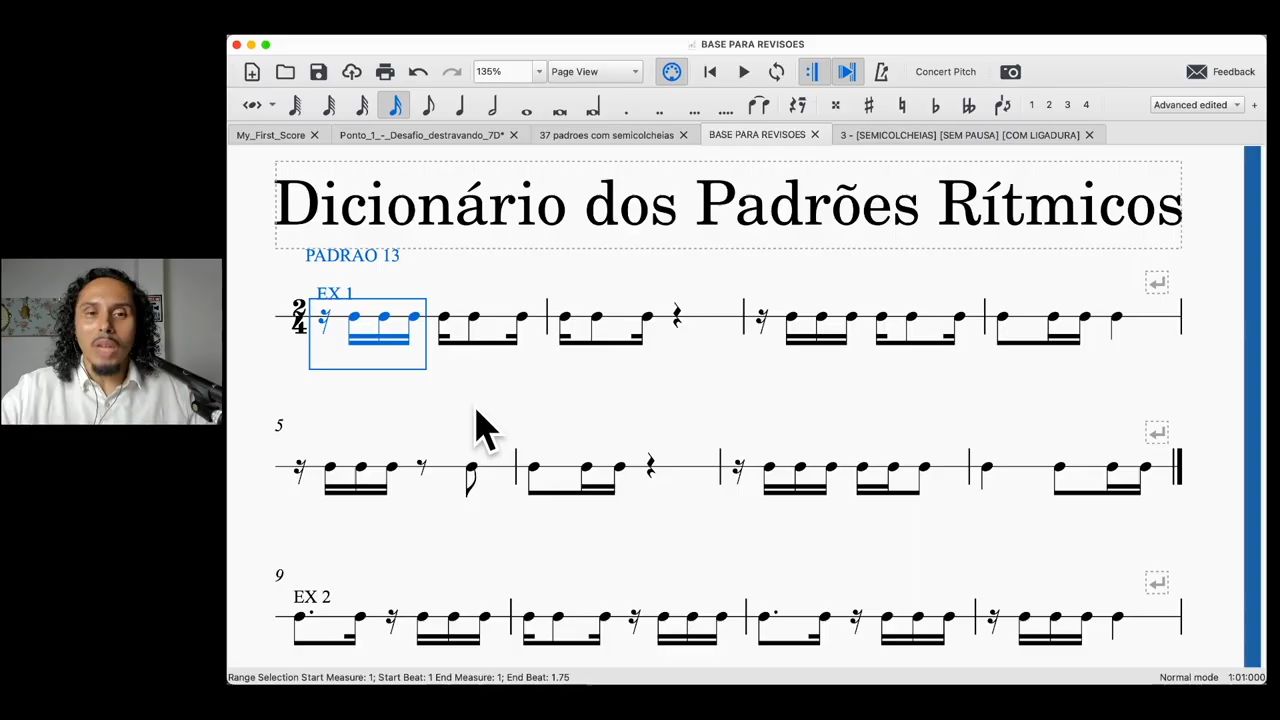 BASE PARA REVISOES
135% Page View Concert Pitch Feedback
1 2 3 4 Advanced edited +
My_First_Score Ponto_1_-_Desafio_destravando_7D* 37 padroes com semicolcheias BASE PARA REVISOES 3 - [SEMICOLCHEIAS] [SEM PAUSA] [COM LIGADURA]
Dicionário dos Padrões Rítmicos
PADRAO 13
EX 1
2
4
5
9
EX 2
Range Selection Start Measure: 1; Start Beat: 1 End Measure: 1; End Beat: 1.75 Normal mode 1:01:000